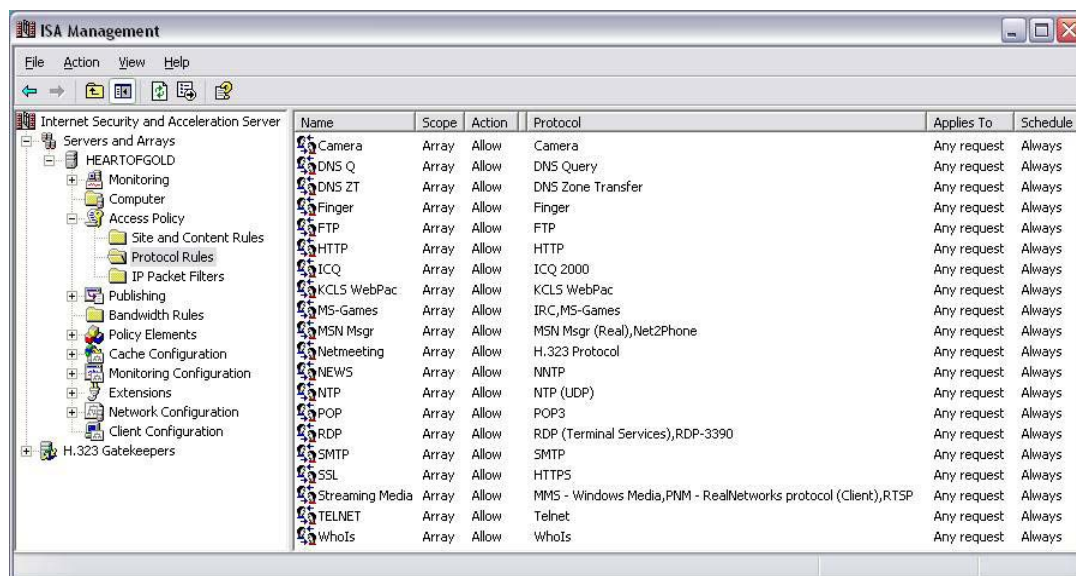 ISA Management
File Action View Help
Internet Security and Acceleration Server
Servers and Arrays
HEARTOFGOLD
Monitoring
Computer
Access Policy
Site and Content Rules
Protocol Rules
IP Packet Filters
Publishing
Bandwidth Rules
Policy Elements
Cache Configuration
Monitoring Configuration
Extensions
Network Configuration
Client Configuration
H.323 Gatekeepers
Name Scope Action Protocol Applies To Schedule
Camera Array Allow Camera Any request Always
DNS Q Array Allow DNS Query Any request Always
DNS ZT Array Allow DNS Zone Transfer Any request Always
Finger Array Allow Finger Any request Always
FTP Array Allow FTP Any request Always
HTTP Array Allow HTTP Any request Always
ICQ Array Allow ICQ 2000 Any request Always
KCLS WebPac Array Allow KCLS WebPac Any request Always
MS-Games Array Allow IRC,MS-Games Any request Always
MSN Msgr Array Allow MSN Msgr (Real),Net2Phone Any request Always
Netmeeting Array Allow H.323 Protocol Any request Always
NEWS Array Allow NNTP Any request Always
NTP Array Allow NTP (UDP) Any request Always
POP Array Allow POP3 Any request Always
RDP Array Allow RDP (Terminal Services),RDP-3390 Any request Always
SMTP Array Allow SMTP Any request Always
SSL Array Allow HTTPS Any request Always
Streaming Media Array Allow MMS - Windows Media,PNM - RealNetworks protocol (Client),RTSP Any request Always
TELNET Array Allow Telnet Any request Always
WhoIs Array Allow WhoIs Any request Always